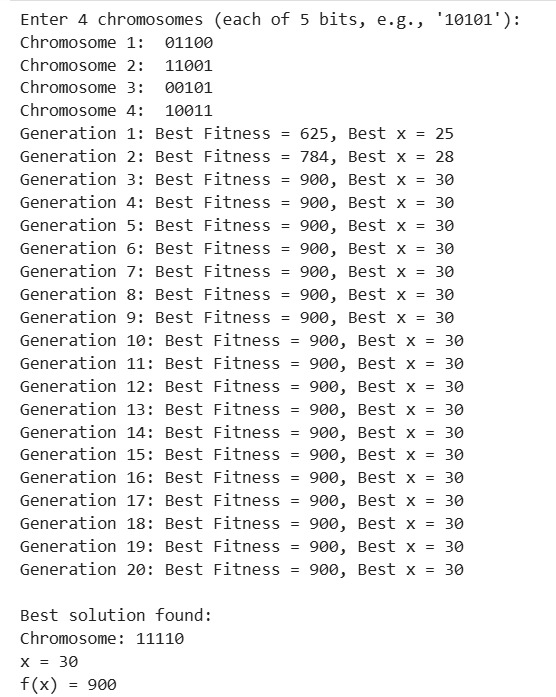 Enter 4 chromosomes (each of 5 bits, e.g., '10101'):
Chromosome 1:  01100
Chromosome 2:  11001
Chromosome 3:  00101
Chromosome 4:  10011
Generation 1: Best Fitness = 625, Best x = 25
Generation 2: Best Fitness = 784, Best x = 28
Generation 3: Best Fitness = 900, Best x = 30
Generation 4: Best Fitness = 900, Best x = 30
Generation 5: Best Fitness = 900, Best x = 30
Generation 6: Best Fitness = 900, Best x = 30
Generation 7: Best Fitness = 900, Best x = 30
Generation 8: Best Fitness = 900, Best x = 30
Generation 9: Best Fitness = 900, Best x = 30
Generation 10: Best Fitness = 900, Best x = 30
Generation 11: Best Fitness = 900, Best x = 30
Generation 12: Best Fitness = 900, Best x = 30
Generation 13: Best Fitness = 900, Best x = 30
Generation 14: Best Fitness = 900, Best x = 30
Generation 15: Best Fitness = 900, Best x = 30
Generation 16: Best Fitness = 900, Best x = 30
Generation 17: Best Fitness = 900, Best x = 30
Generation 18: Best Fitness = 900, Best x = 30
Generation 19: Best Fitness = 900, Best x = 30
Generation 20: Best Fitness = 900, Best x = 30

Best solution found:
Chromosome: 11110
x = 30
f(x) = 900